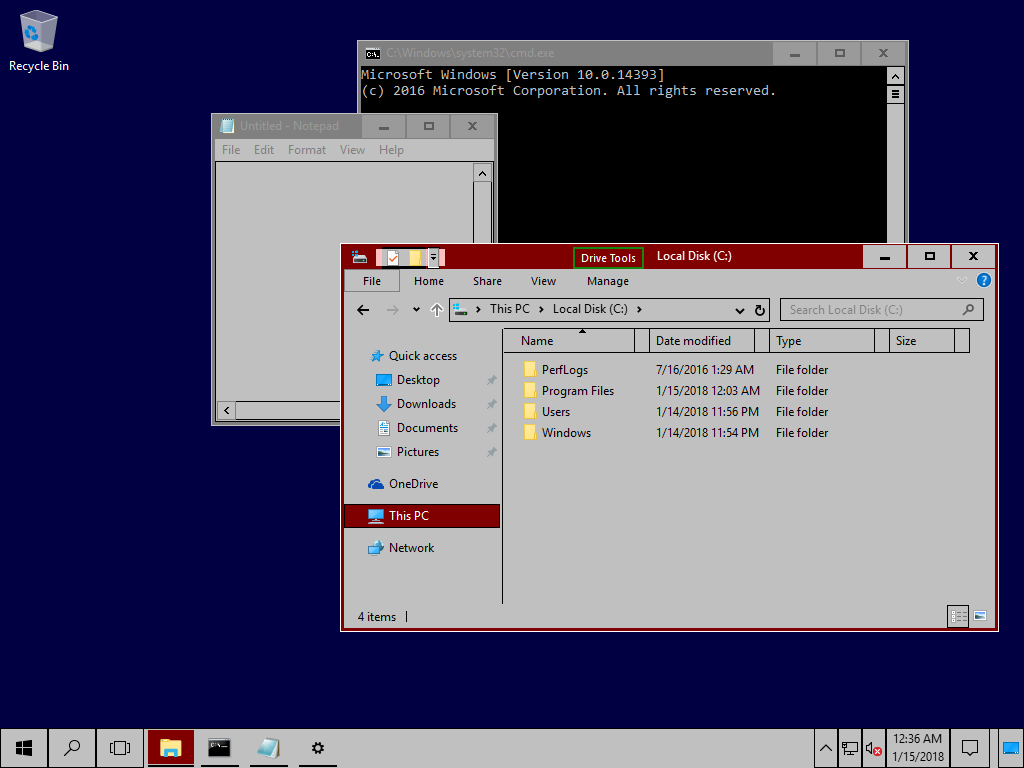 Recycle Bin
C:\Windows\system32\cmd.exe
Microsoft Windows [Version 10.0.14393]
(c) 2016 Microsoft Corporation. All rights reserved.
Untitled - Notepad
File Edit Format View Help
Drive Tools Local Disk (C:)
File Home Share View Manage
This PC Local Disk (C:)
Search Local Disk (C:)
Name Date modified Type Size
Quick access
Desktop
Downloads
Documents
Pictures
OneDrive
This PC
Network
PerfLogs 7/16/2016 1:29 AM File folder
Program Files 1/15/2018 12:03 AM File folder
Users 1/14/2018 11:56 PM File folder
Windows 1/14/2018 11:54 PM File folder
4 items
12:36 AM
1/15/2018